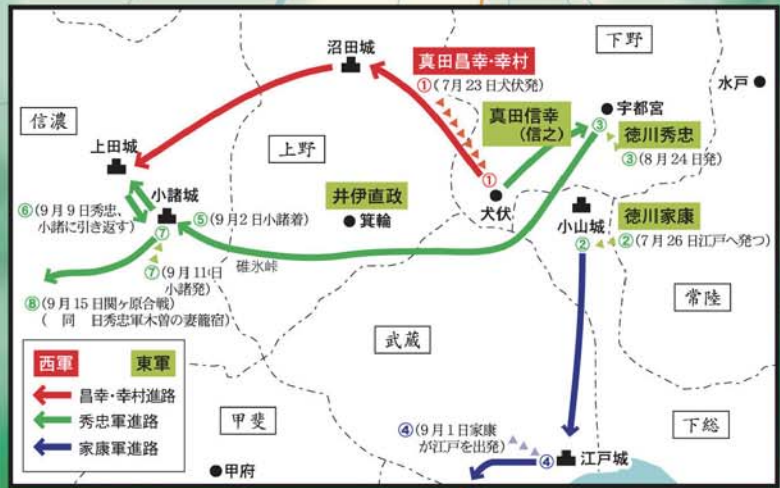 沼田城
真田昌幸・幸村
①(7月23日犬伏発)
下野
水戸
信濃
上田城
上野
真田信幸
(信之)
宇都宮
③
徳川秀忠
③(8月24日発)
①
犬伏
小諸城
⑥(9月9日秀忠、
小諸に引き返す)
⑤(9月2日小諸着)
井伊直政
箕輪
小山城
②
徳川家康
②(7月26日江戸へ発つ)
⑦
⑦(9月11日
小諸発)
碓氷峠
⑧(9月15日関ヶ原合戦)
(同 日秀忠軍木曽の妻籠宿)
常陸
武蔵
西軍
東軍
昌幸・幸村進路
秀忠軍進路
家康軍進路
甲斐
甲府
④(9月1日家康
が江戸を出発)
④
江戸城
下総